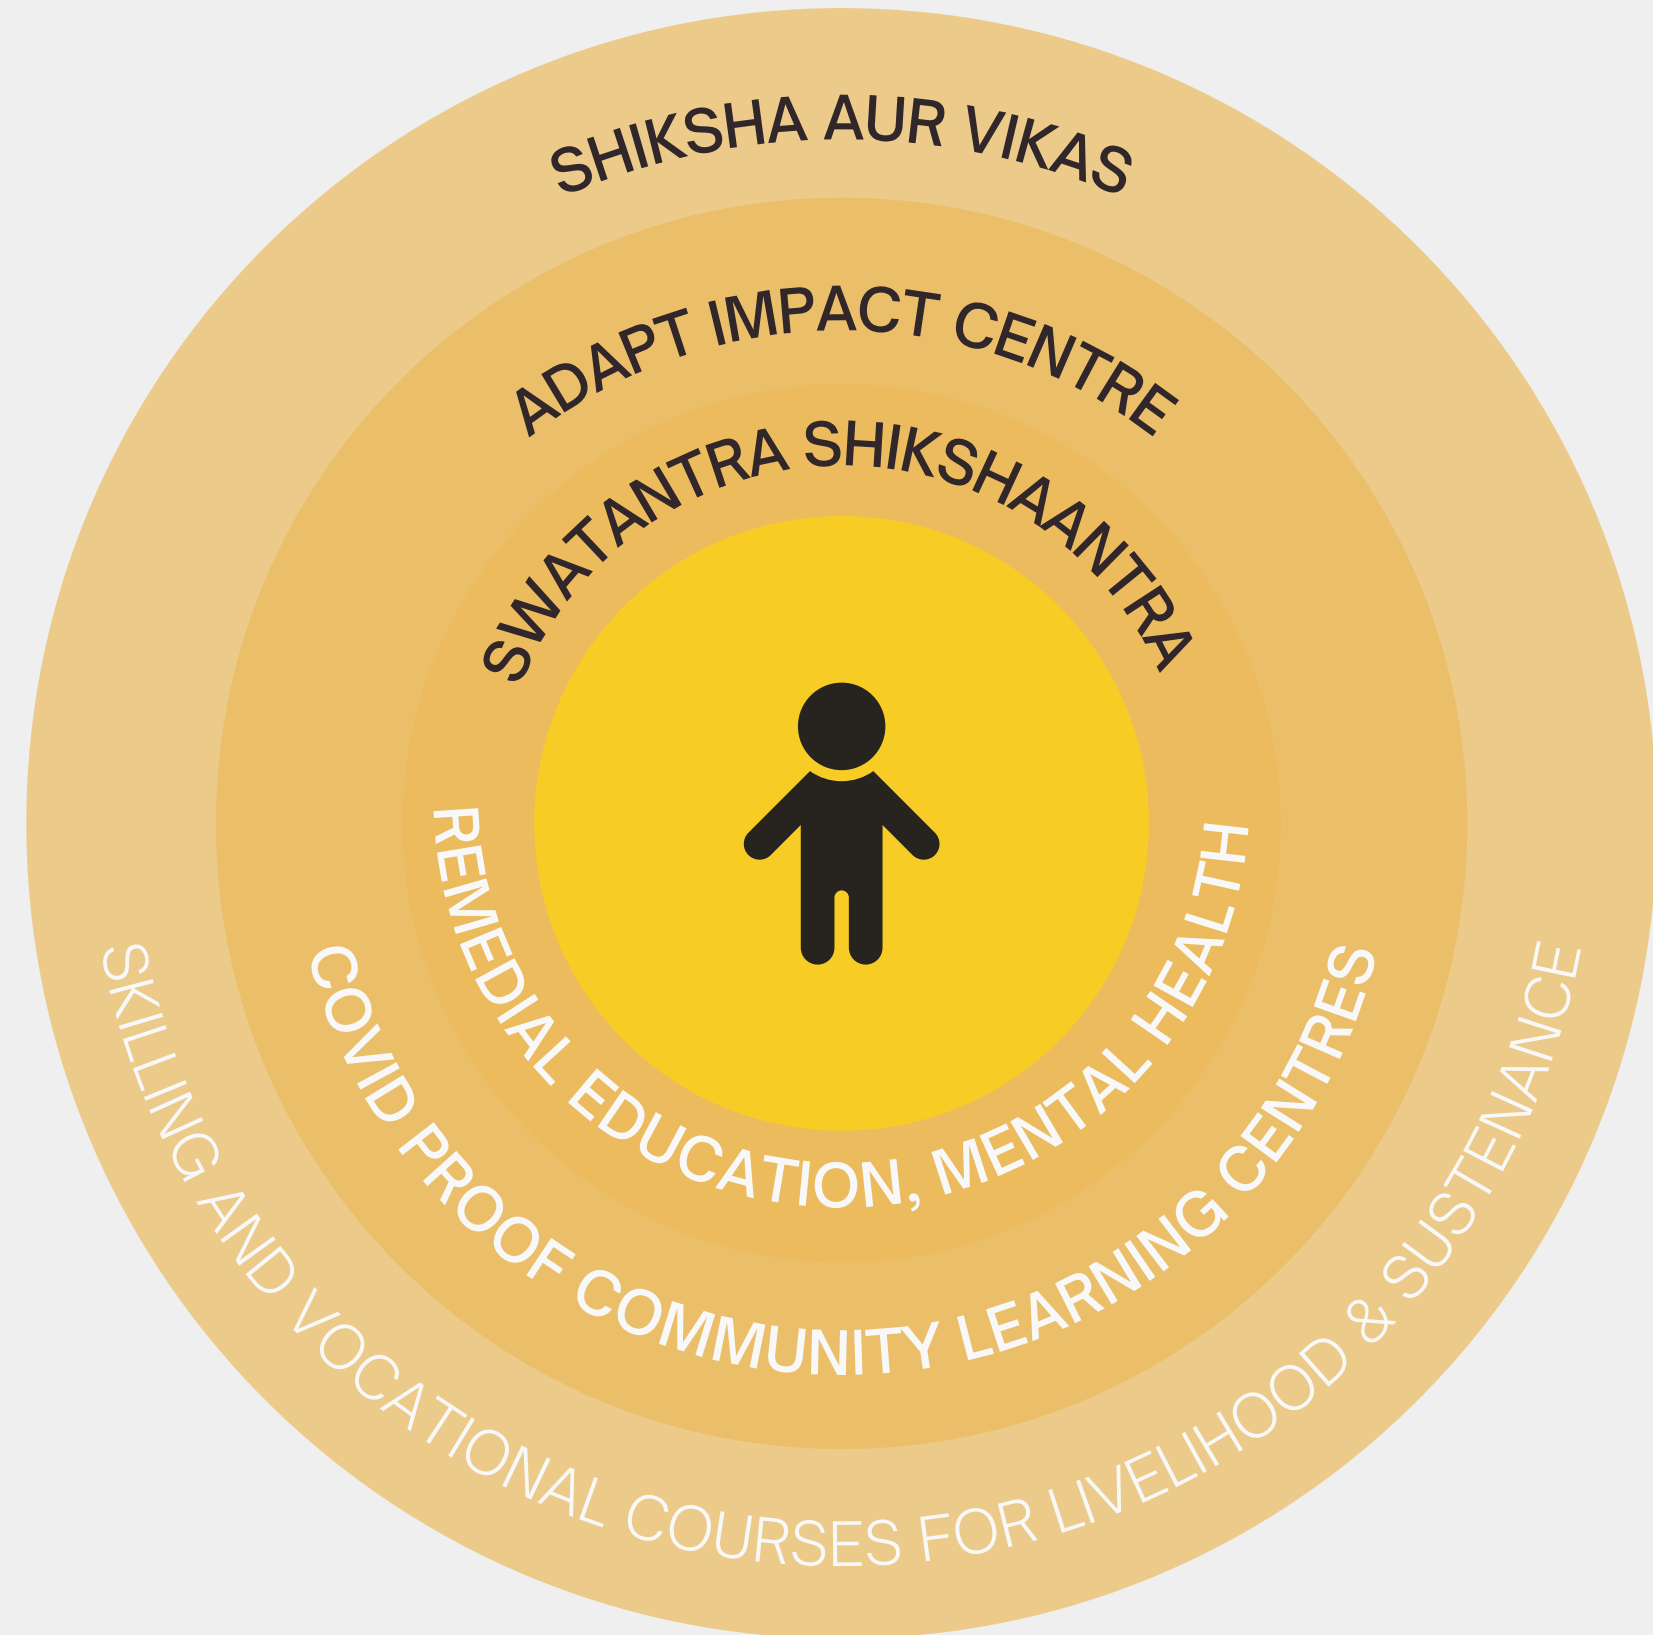 SHIKSHA AUR VIKAS
ADAPT IMPACT CENTRE
SWATANTRA SHIKSHAANTRA
REMEDIAL EDUCATION, MENTAL HEALTH
COVID PROOF COMMUNITY LEARNING CENTRES
SKILLING AND VOCATIONAL COURSES FOR LIVELIHOOD & SUSTENANCE